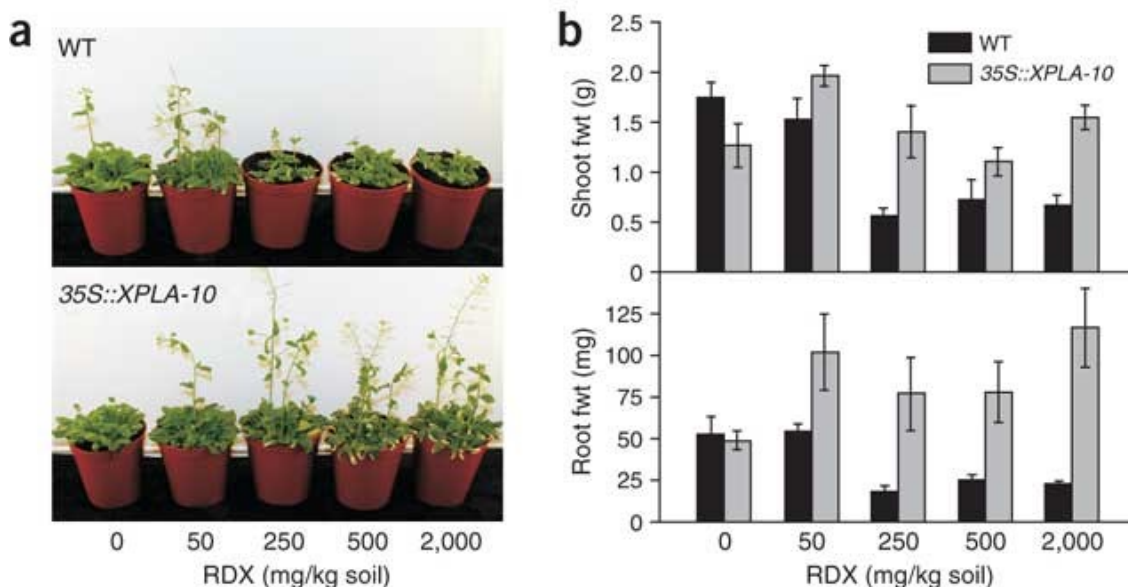 a
WT
35S::XPLA-10
0 50 250 500 2,000
RDX (mg/kg soil)
b
WT
35S::XPLA-10
Shoot fwt (g)
2.5
2.0
1.5
1.0
0.5
0
Root fwt (mg)
125
100
75
50
25
0
0 50 250 500 2,000
RDX (mg/kg soil)